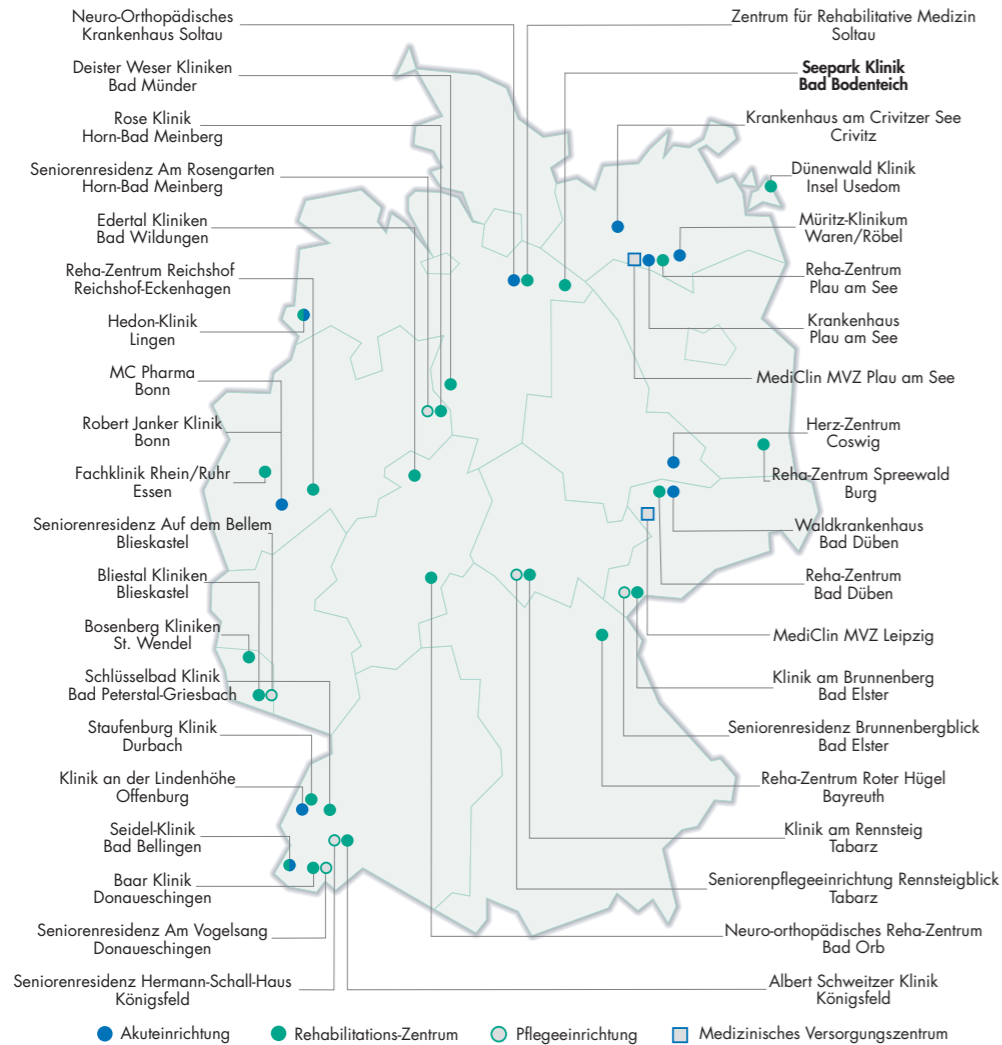 Neuro-Orthopädisches
Krankenhaus Soltau
Deister Weser Kliniken
Bad Münder
Rose Klinik
Horn-Bad Meinberg
Seniorenresidenz Am Rosengarten
Horn-Bad Meinberg
Edertal Kliniken
Bad Wildungen
Reha-Zentrum Reichshof
Reichshof-Eckenhagen
Hedon-Klinik
Lingen
MC Pharma
Bonn
Robert Janker Klinik
Bonn
Fachklinik Rhein/Ruhr
Essen
Seniorenresidenz Auf dem Bellem
Blieskastel
Bliestal Kliniken
Blieskastel
Bosenberg Kliniken
St. Wendel
Schlüsselbad Klinik
Bad Peterstal-Griesbach
Staufenburg Klinik
Durbach
Klinik an der Lindenhöhe
Offenburg
Seidel-Klinik
Bad Bellingen
Baar Klinik
Donaueschingen
Seniorenresidenz Am Vogelsang
Donaueschingen
Seniorenresidenz Hermann-Schall-Haus
Königsfeld
Zentrum für Rehabilitative Medizin
Soltau
Seepark Klinik
Bad Bodenteich
Krankenhaus am Crivitzer See
Crivitz
Dünenwald Klinik
Insel Usedom
Müritz-Klinikum
Waren/Röbel
Reha-Zentrum
Plau am See
Krankenhaus
Plau am See
MediClin MVZ Plau am See
Herz-Zentrum
Coswig
Reha-Zentrum Spreewald
Burg
Waldkrankenhaus
Bad Düben
Reha-Zentrum
Bad Düben
MediClin MVZ Leipzig
Klinik am Brunnenberg
Bad Elster
Seniorenresidenz Brunnenbergblick
Bad Elster
Reha-Zentrum Roter Hügel
Bayreuth
Klinik am Rennsteig
Tabarz
Seniorenpflegeeinrichtung Rennsteigblick
Tabarz
Neuro-orthopädisches Reha-Zentrum
Bad Orb
Albert Schweitzer Klinik
Königsfeld
Akuteinrichtung
Rehabilitations-Zentrum
Pflegeeinrichtung
Medizinisches Versorgungszentrum